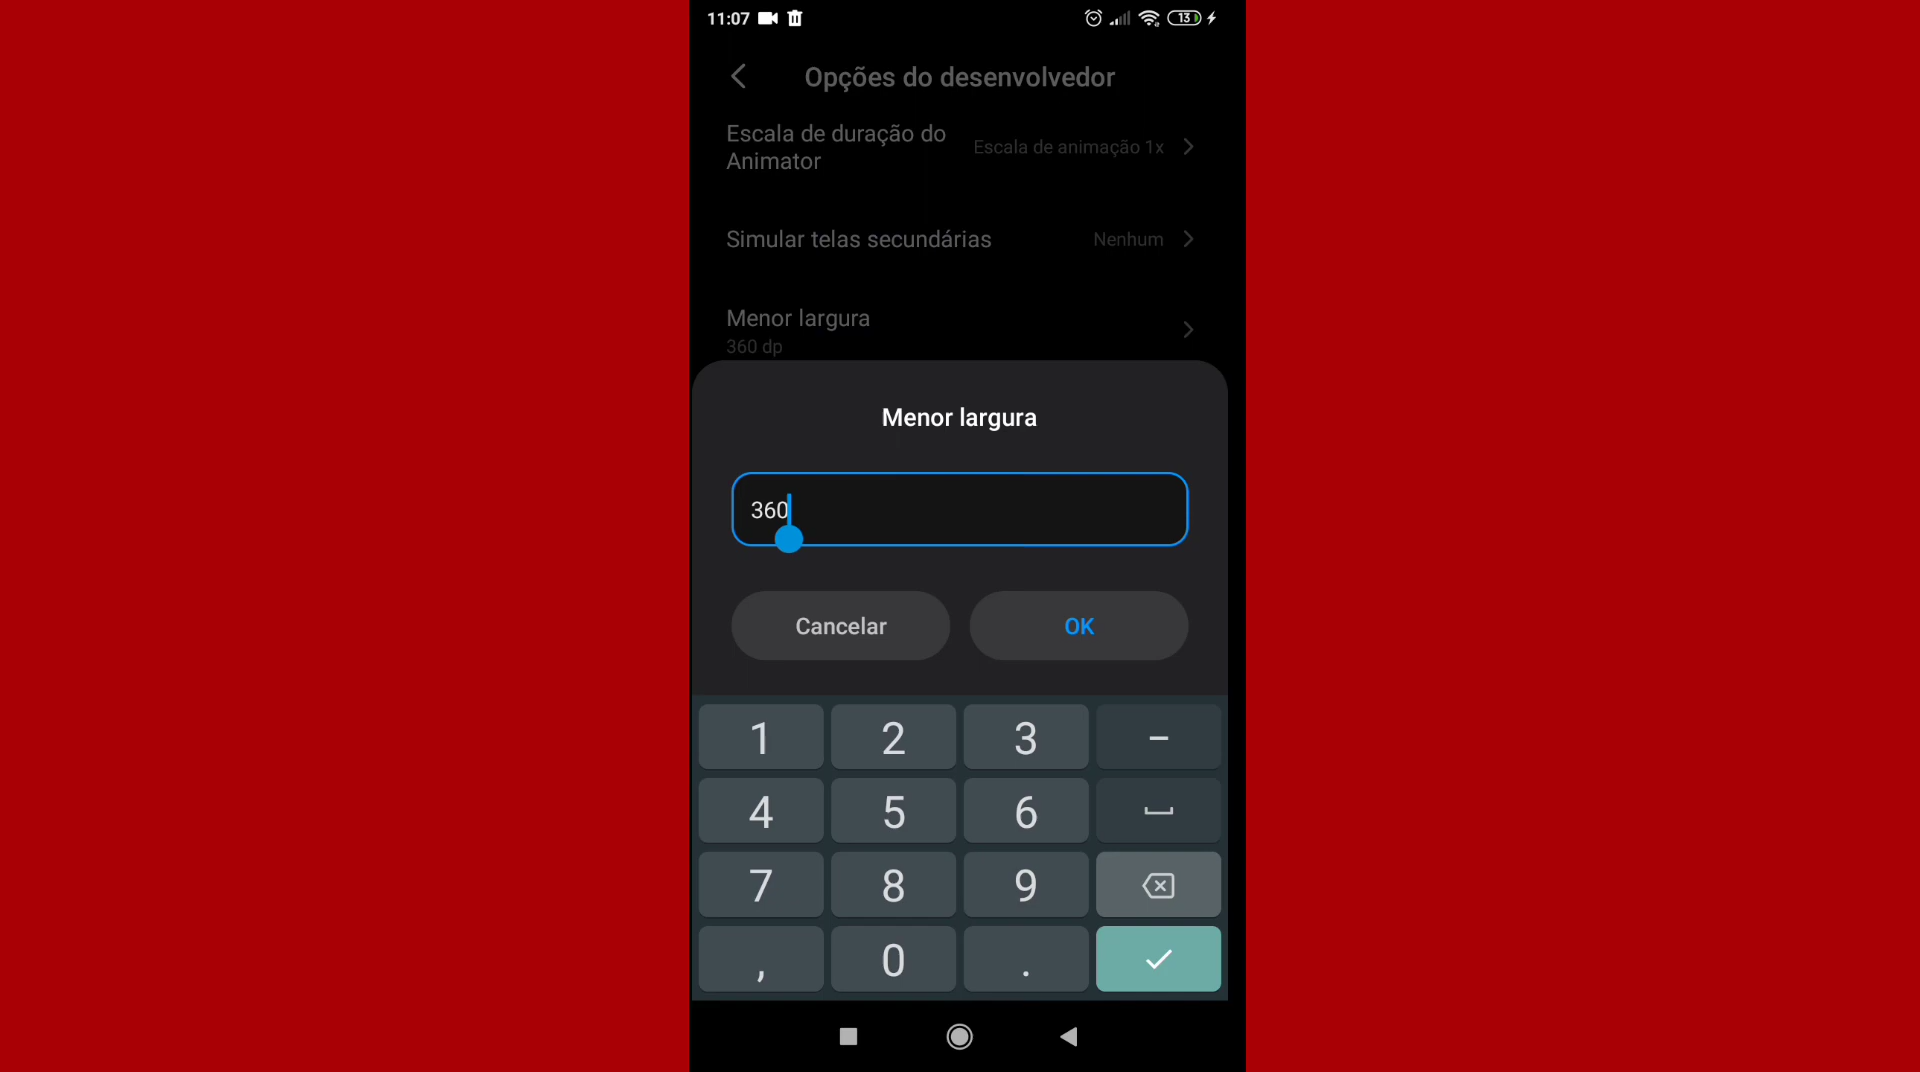 11:07
13
Opções do desenvolvedor
Escala de duração do
Animator
Escala de animação 1x
Simular telas secundárias
Nenhum
Menor largura
360 dp
Menor largura
360
Cancelar
OK
1 2 3 –
4 5 6
7 8 9
, 0 .